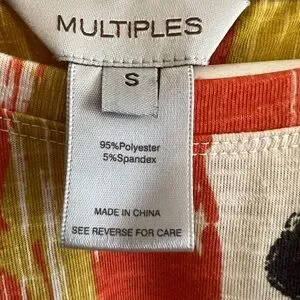 MULTIPLES
S
95%Polyester
5%Spandex
MADE IN CHINA
SEE REVERSE FOR CARE